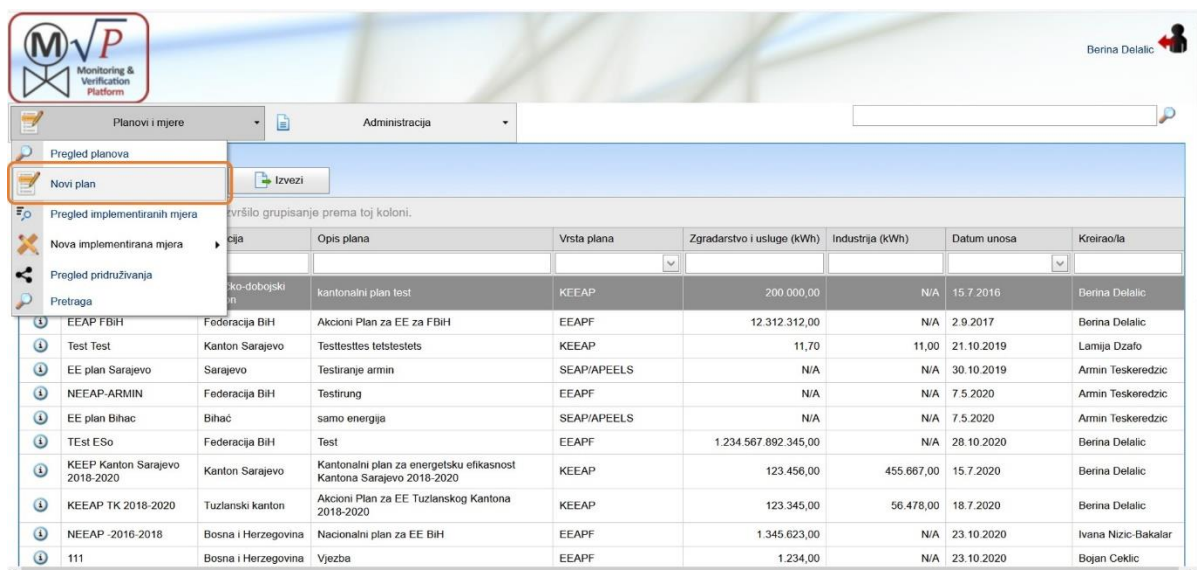 M√P
Monitoring &
Verification
Platform
Berina Delalic
Planovi i mjere
Administracija
Pregled planova
Novi plan
Pregled implementiranih mjera
Nova implementirana mjera
Pregled pridruživanja
Pretraga
Izvezi
izvršilo grupisanje prema toj koloni.
cija Opis plana Vrsta plana Zgradarstvo i usluge (kWh) Industrija (kWh) Datum unosa Kreirao/la
čko-dobojski
on kantonalni plan test KEEAP 200.000,00 N/A 15.7.2016 Berina Delalic
EEAP FBiH Federacija BiH Akcioni Plan za EE za FBiH EEAPF 12.312.312,00 N/A 2.9.2017 Berina Delalic
Test Test Kanton Sarajevo Testtesttes tetstestets KEEAP 11,70 11,00 21.10.2019 Lamija Dzafo
EE plan Sarajevo Sarajevo Testiranje armin SEAP/APEELS N/A N/A 30.10.2019 Armin Teskeredzic
NEEAP-ARMIN Federacija BiH Testirung EEAPF N/A N/A 7.5.2020 Armin Teskeredzic
EE plan Bihac Bihać samo energija SEAP/APEELS N/A N/A 7.5.2020 Armin Teskeredzic
TEst ESo Federacija BiH Test EEAPF 1.234.567.892.345,00 N/A 28.10.2020 Berina Delalic
KEEP Kanton Sarajevo
2018-2020 Kanton Sarajevo Kantonalni plan za energetsku efikasnost
Kantona Sarajevo 2018-2020 KEEAP 123.456,00 455.667,00 15.7.2020 Berina Delalic
KEEAP TK 2018-2020 Tuzlanski kanton Akcioni Plan za EE Tuzlanskog Kantona
2018-2020 KEEAP 123.345,00 56.478,00 18.7.2020 Berina Delalic
NEEAP -2016-2018 Bosna i Herzegovina Nacionalni plan za EE BiH EEAPF 1.345.623,00 N/A 23.10.2020 Ivana Nizic-Bakalar
111 Bosna i Herzegovina Vjezba EEAPF 1.234,00 N/A 23.10.2020 Bojan Ceklic